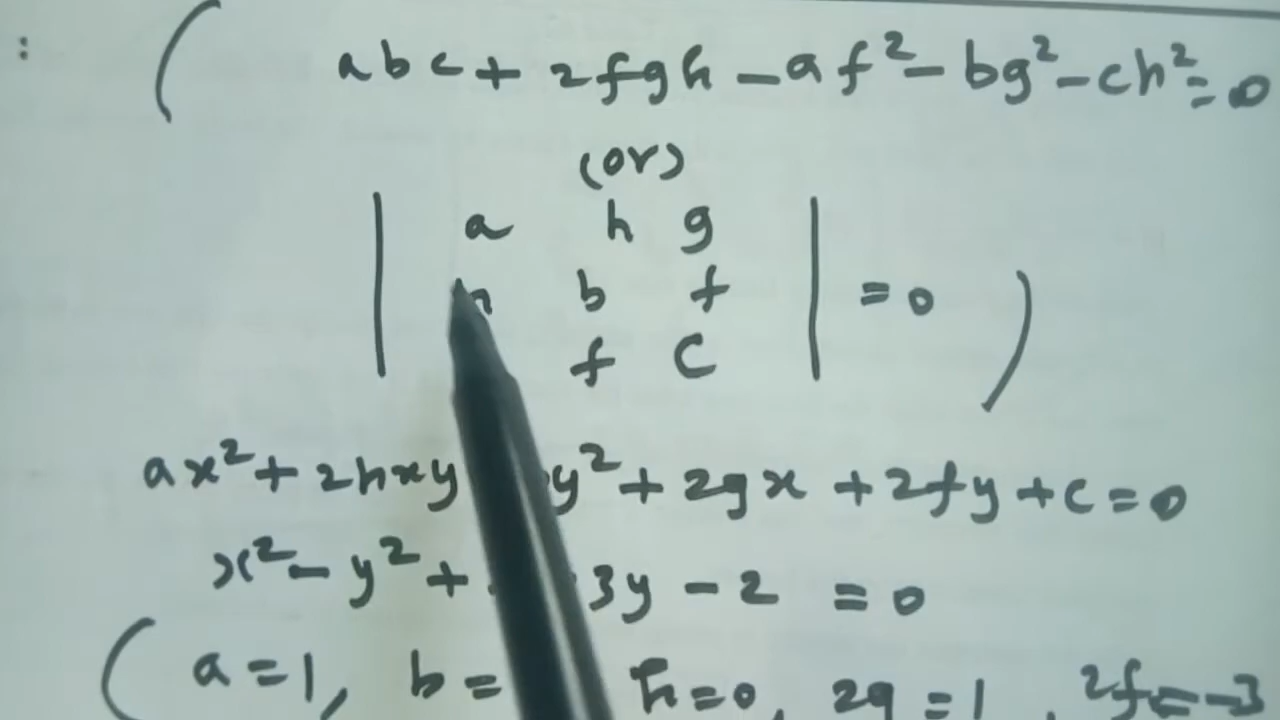 :
( abc + 2fgh - af² - bg² - ch² = 0
(or)
| a h g |
b f = 0 )
f c
ax² + 2hxy y² + 2gx + 2fy + c = 0
x² - y² + 3y - 2 = 0
( a = 1, b = h = 0, 2g = 1, 2f = -3